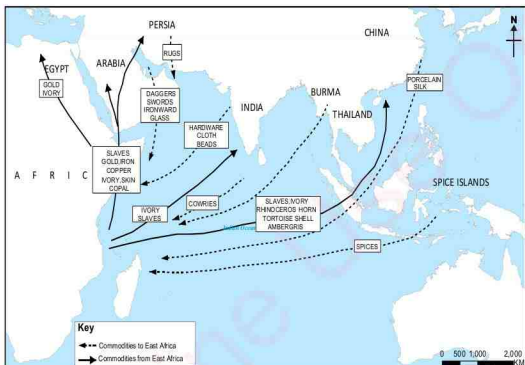 PERSIA
CHINA
N
RUGS
EGYPT
ARABIA
GOLD
IVORY
DAGGERS
SWORDS
IRONWARD
GLASS
INDIA
BURMA
PORCELAIN
SILK
THAILAND
HARDWARE
CLOTH
BEADS
AFRIC
SLAVES
GOLD,IRON
COPPER
IVORY,SKIN
COPAL
SPICE ISLANDS
IVORY
SLAVES
COWRIES
SLAVES,IVORY
RHINOCEROS HORN
TORTOISE SHELL
AMBERGRIS
SPICES
Key
Commodities to East Africa
Commodities from East Africa
0 500 1,000 2,000
KM